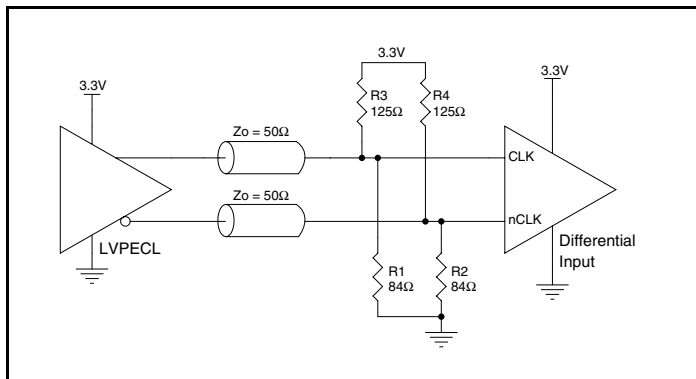 3.3V
3.3V
3.3V
R3
125Ω
R4
125Ω
Zo = 50Ω
CLK
Zo = 50Ω
nCLK
LVPECL
Differential
Input
R1
84Ω
R2
84Ω